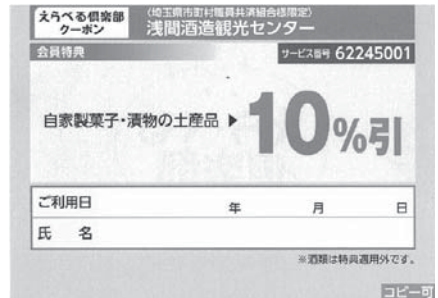 えらべる倶楽部
クーポン
(埼玉県市町村職員共済組合様限定)
浅間酒造観光センター
会員特典
サービス番号 62245001
自家製菓子・漬物の土産品 ▶ 10%引
ご利用日 年 月 日
氏 名
※酒類は特典適用外です。
コピー可